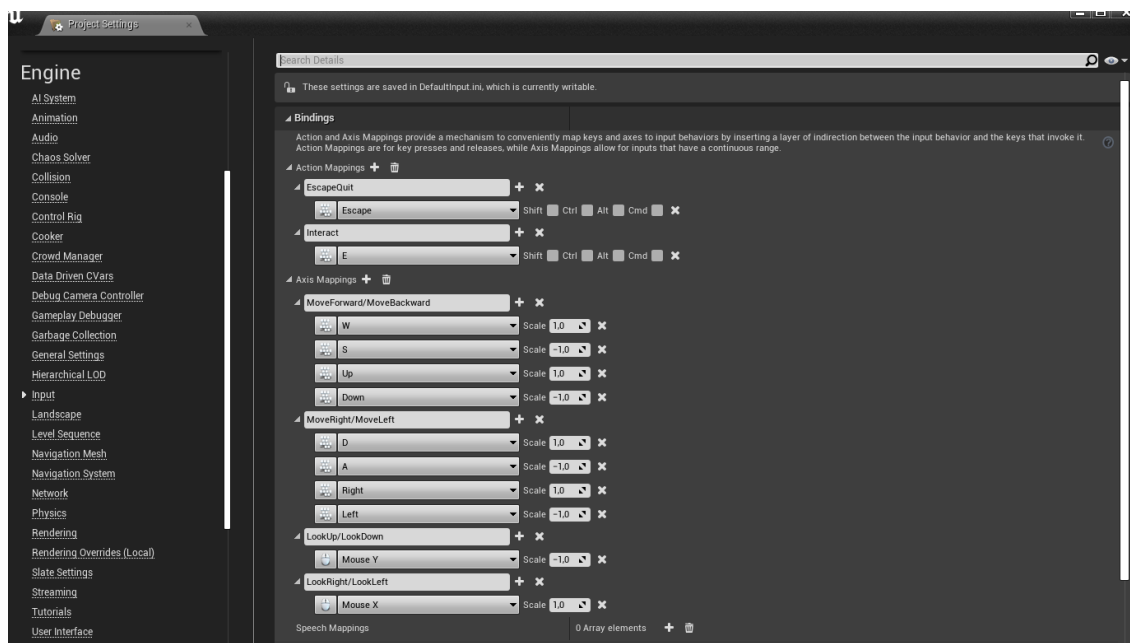 Project Settings
Engine
AI System
Animation
Audio
Chaos Solver
Collision
Console
Control Rig
Cooker
Crowd Manager
Data Driven CVars
Debug Camera Controller
Gameplay Debugger
Garbage Collection
General Settings
Hierarchical LOD
Input
Landscape
Level Sequence
Navigation Mesh
Navigation System
Network
Physics
Rendering
Rendering Overrides (Local)
Slate Settings
Streaming
Tutorials
User Interface
Search Details
These settings are saved in DefaultInput.ini, which is currently writable.
Bindings
Action and Axis Mappings provide a mechanism to conveniently map keys and axes to input behaviors by inserting a layer of indirection between the input behavior and the keys that invoke it.
Action Mappings are for key presses and releases, while Axis Mappings allow for inputs that have a continuous range.
Action Mappings
EscapeQuit
Escape Shift Ctrl Alt Cmd
Interact
E Shift Ctrl Alt Cmd
Axis Mappings
MoveForward/MoveBackward
W Scale 1,0
S Scale -1,0
Up Scale 1,0
Down Scale -1,0
MoveRight/MoveLeft
D Scale 1,0
A Scale -1,0
Right Scale 1,0
Left Scale -1,0
LookUp/LookDown
Mouse Y Scale -1,0
LookRight/LookLeft
Mouse X Scale 1,0
Speech Mappings 0 Array elements